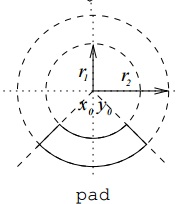 r₁ r₂
x₀ y₀
pad